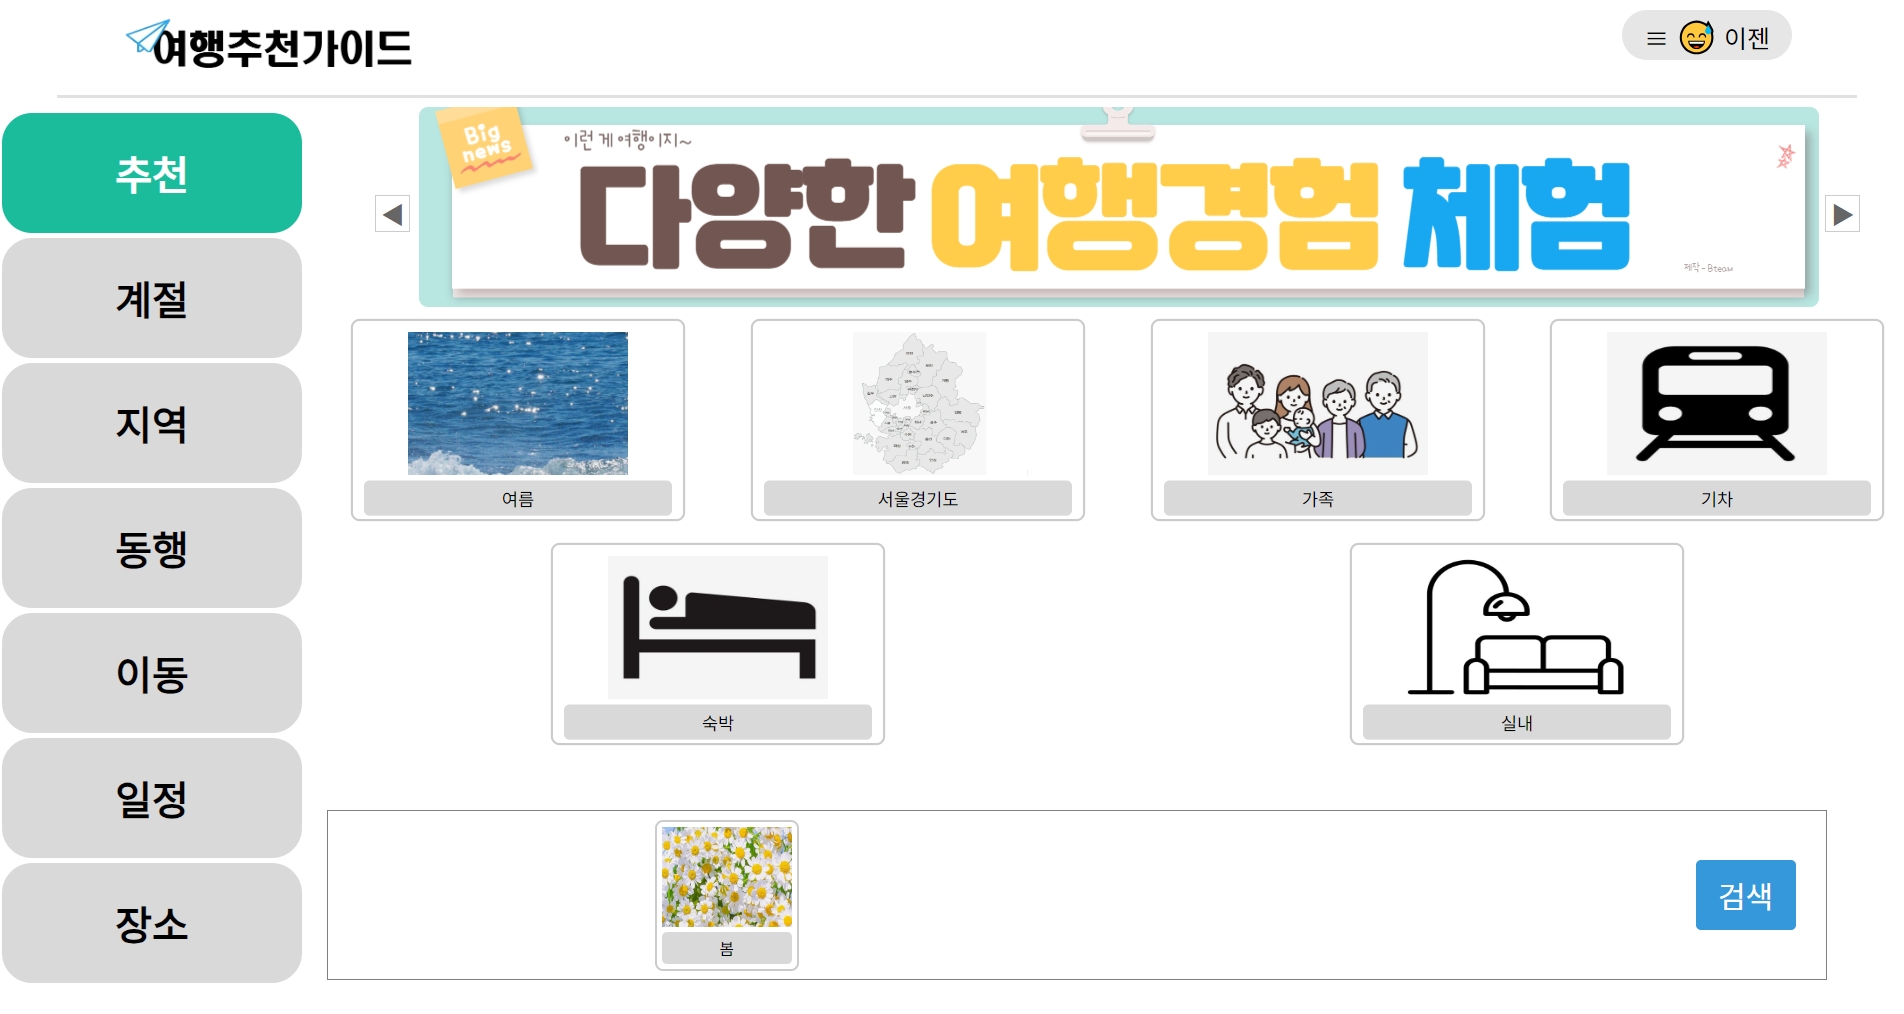 여행추천가이드
이젠
추천
계절
지역
동행
이동
일정
장소
Big
news
이런 게 여행이지~
다양한 여행경험 체험
제작 - Bteam
여름
서울경기도
가족
기차
숙박
실내
봄
검색